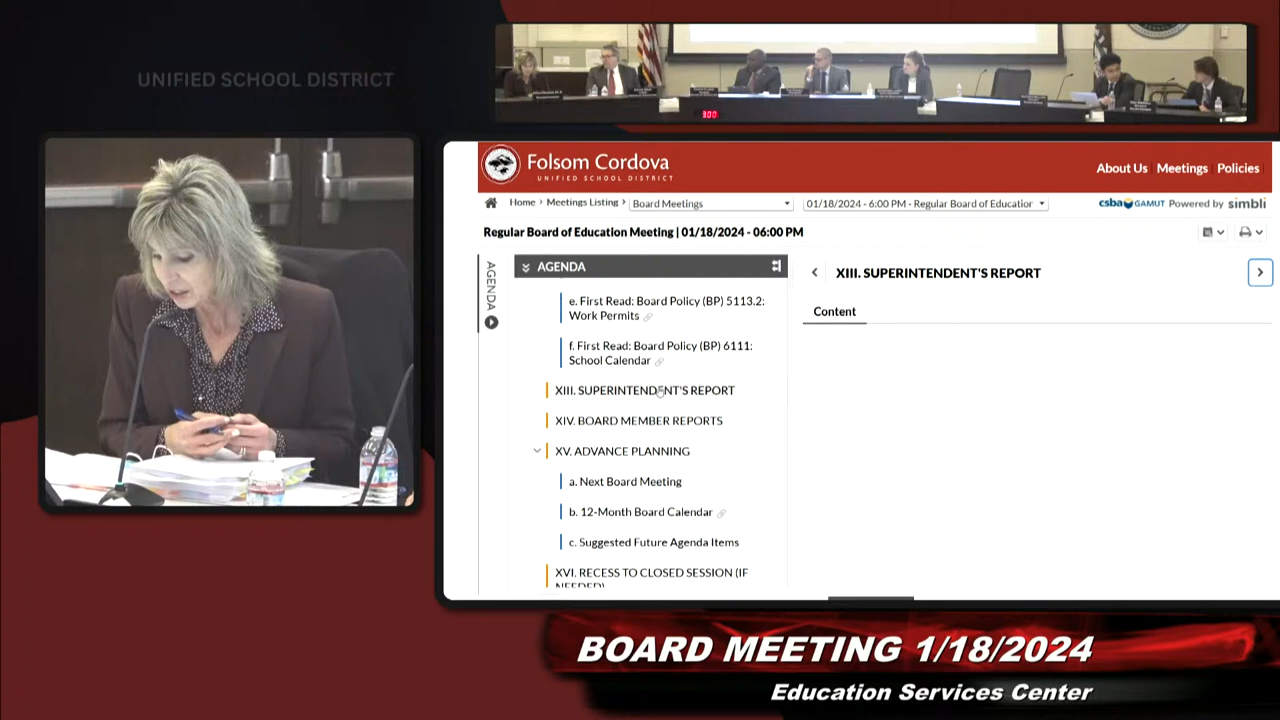 UNIFIED SCHOOL DISTRICT
3:00
Folsom Cordova
UNIFIED SCHOOL DISTRICT
About Us Meetings Policies
Home > Meetings Listing > Board Meetings 01/18/2024 - 6:00 PM - Regular Board of Education csba GAMUT Powered by simbli
Regular Board of Education Meeting | 01/18/2024 - 06:00 PM
AGENDA
AGENDA
e. First Read: Board Policy (BP) 5113.2:
Work Permits
f. First Read: Board Policy (BP) 6111:
School Calendar
XIII. SUPERINTENDENT'S REPORT
XIV. BOARD MEMBER REPORTS
XV. ADVANCE PLANNING
a. Next Board Meeting
b. 12-Month Board Calendar
c. Suggested Future Agenda Items
XVI. RECESS TO CLOSED SESSION (IF
NEEDED)
XIII. SUPERINTENDENT'S REPORT
Content
BOARD MEETING 1/18/2024
Education Services Center